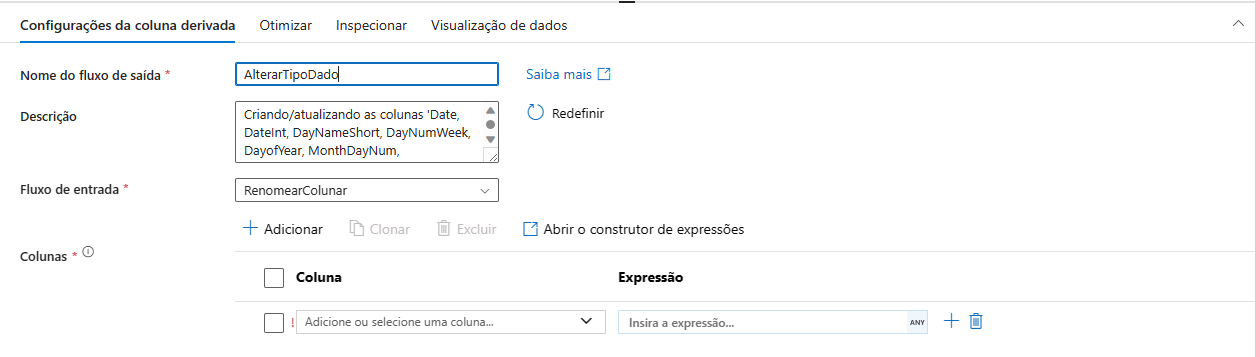 Configurações da coluna derivada Otimizar Inspecionar Visualização de dados
Nome do fluxo de saída * AlterarTipoDado Saiba mais
Descrição Criando/atualizando as colunas 'Date, Redefinir
DateInt, DayNameShort, DayNumWeek,
DayofYear, MonthDayNum,
Fluxo de entrada * RenomearColunar
Adicionar Clonar Excluir Abrir o construtor de expressões
Colunas *
Coluna Expressão
! Adicione ou selecione uma coluna... Insira a expressão... ANY